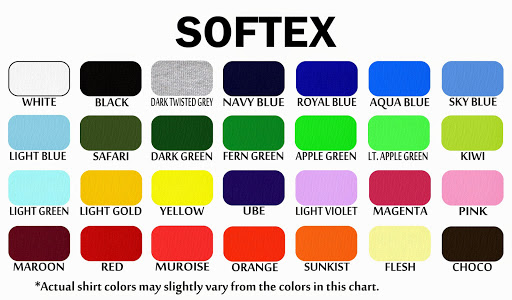 SOFTEX
WHITE BLACK DARK TWISTED GREY NAVY BLUE ROYAL BLUE AQUA BLUE SKY BLUE
LIGHT BLUE SAFARI DARK GREEN FERN GREEN APPLE GREEN LT. APPLE GREEN KIWI
LIGHT GREEN LIGHT GOLD YELLOW UBE LIGHT VIOLET MAGENTA PINK
MAROON RED MUROISE ORANGE SUNKIST FLESH CHOCO
*Actual shirt colors may slightly vary from the colors in this chart.